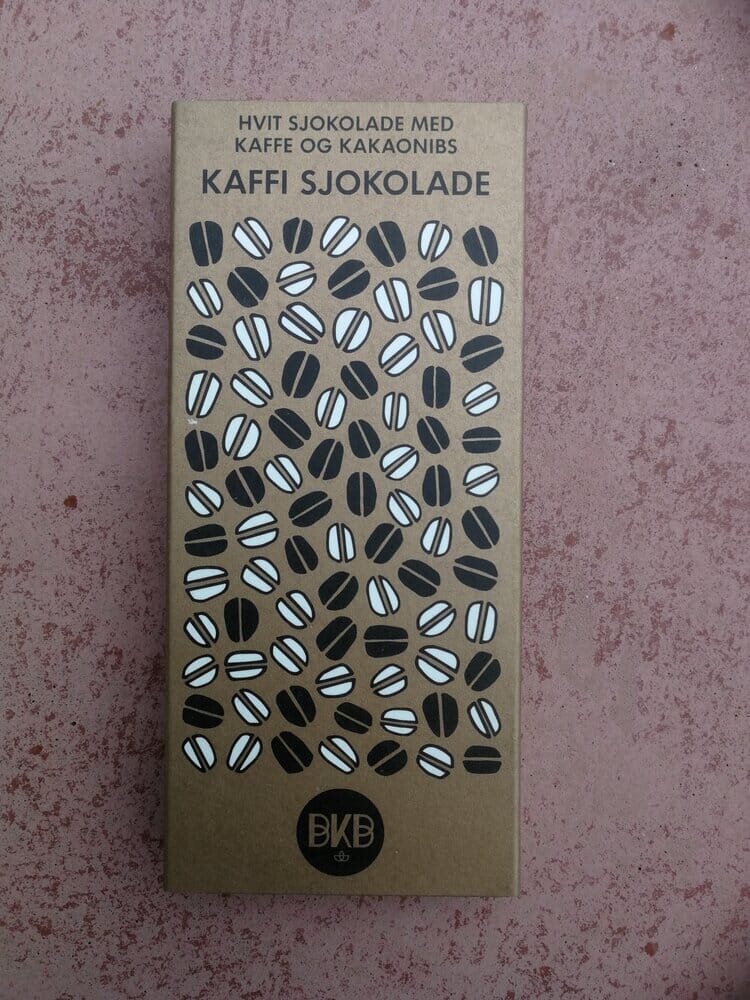 HVIT SJOKOLADE MED
KAFFE OG KAKAONIBS
KAFFI SJOKOLADE
BKB